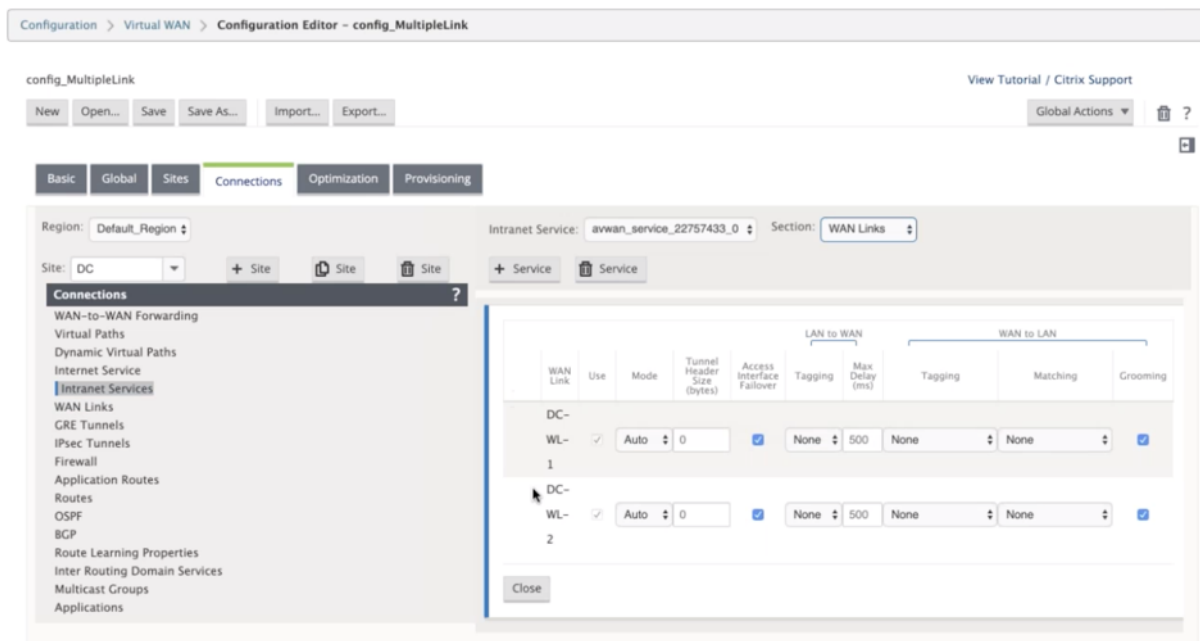 Configuration > Virtual WAN > Configuration Editor – config_MultipleLink
config_MultipleLink
View Tutorial / Citrix Support
New Open... Save Save As... Import... Export... Global Actions ?
Basic Global Sites Connections Optimization Provisioning
Region: Default_Region
Intranet Service: avwan_service_22757433_0 Section: WAN Links
Site: DC + Site Site Site
+ Service Service
Connections ?
WAN-to-WAN Forwarding
Virtual Paths
Dynamic Virtual Paths
Internet Service
Intranet Services
WAN Links
GRE Tunnels
IPsec Tunnels
Firewall
Application Routes
Routes
OSPF
BGP
Route Learning Properties
Inter Routing Domain Services
Multicast Groups
Applications
LAN to WAN WAN to LAN
WAN Link Use Mode Tunnel Header Size (bytes) Access Interface Failover Tagging Max Delay (ms) Tagging Matching Grooming
DC-
WL- Auto 0 None 500 None None
1
DC-
WL- Auto 0 None 500 None None
2
Close